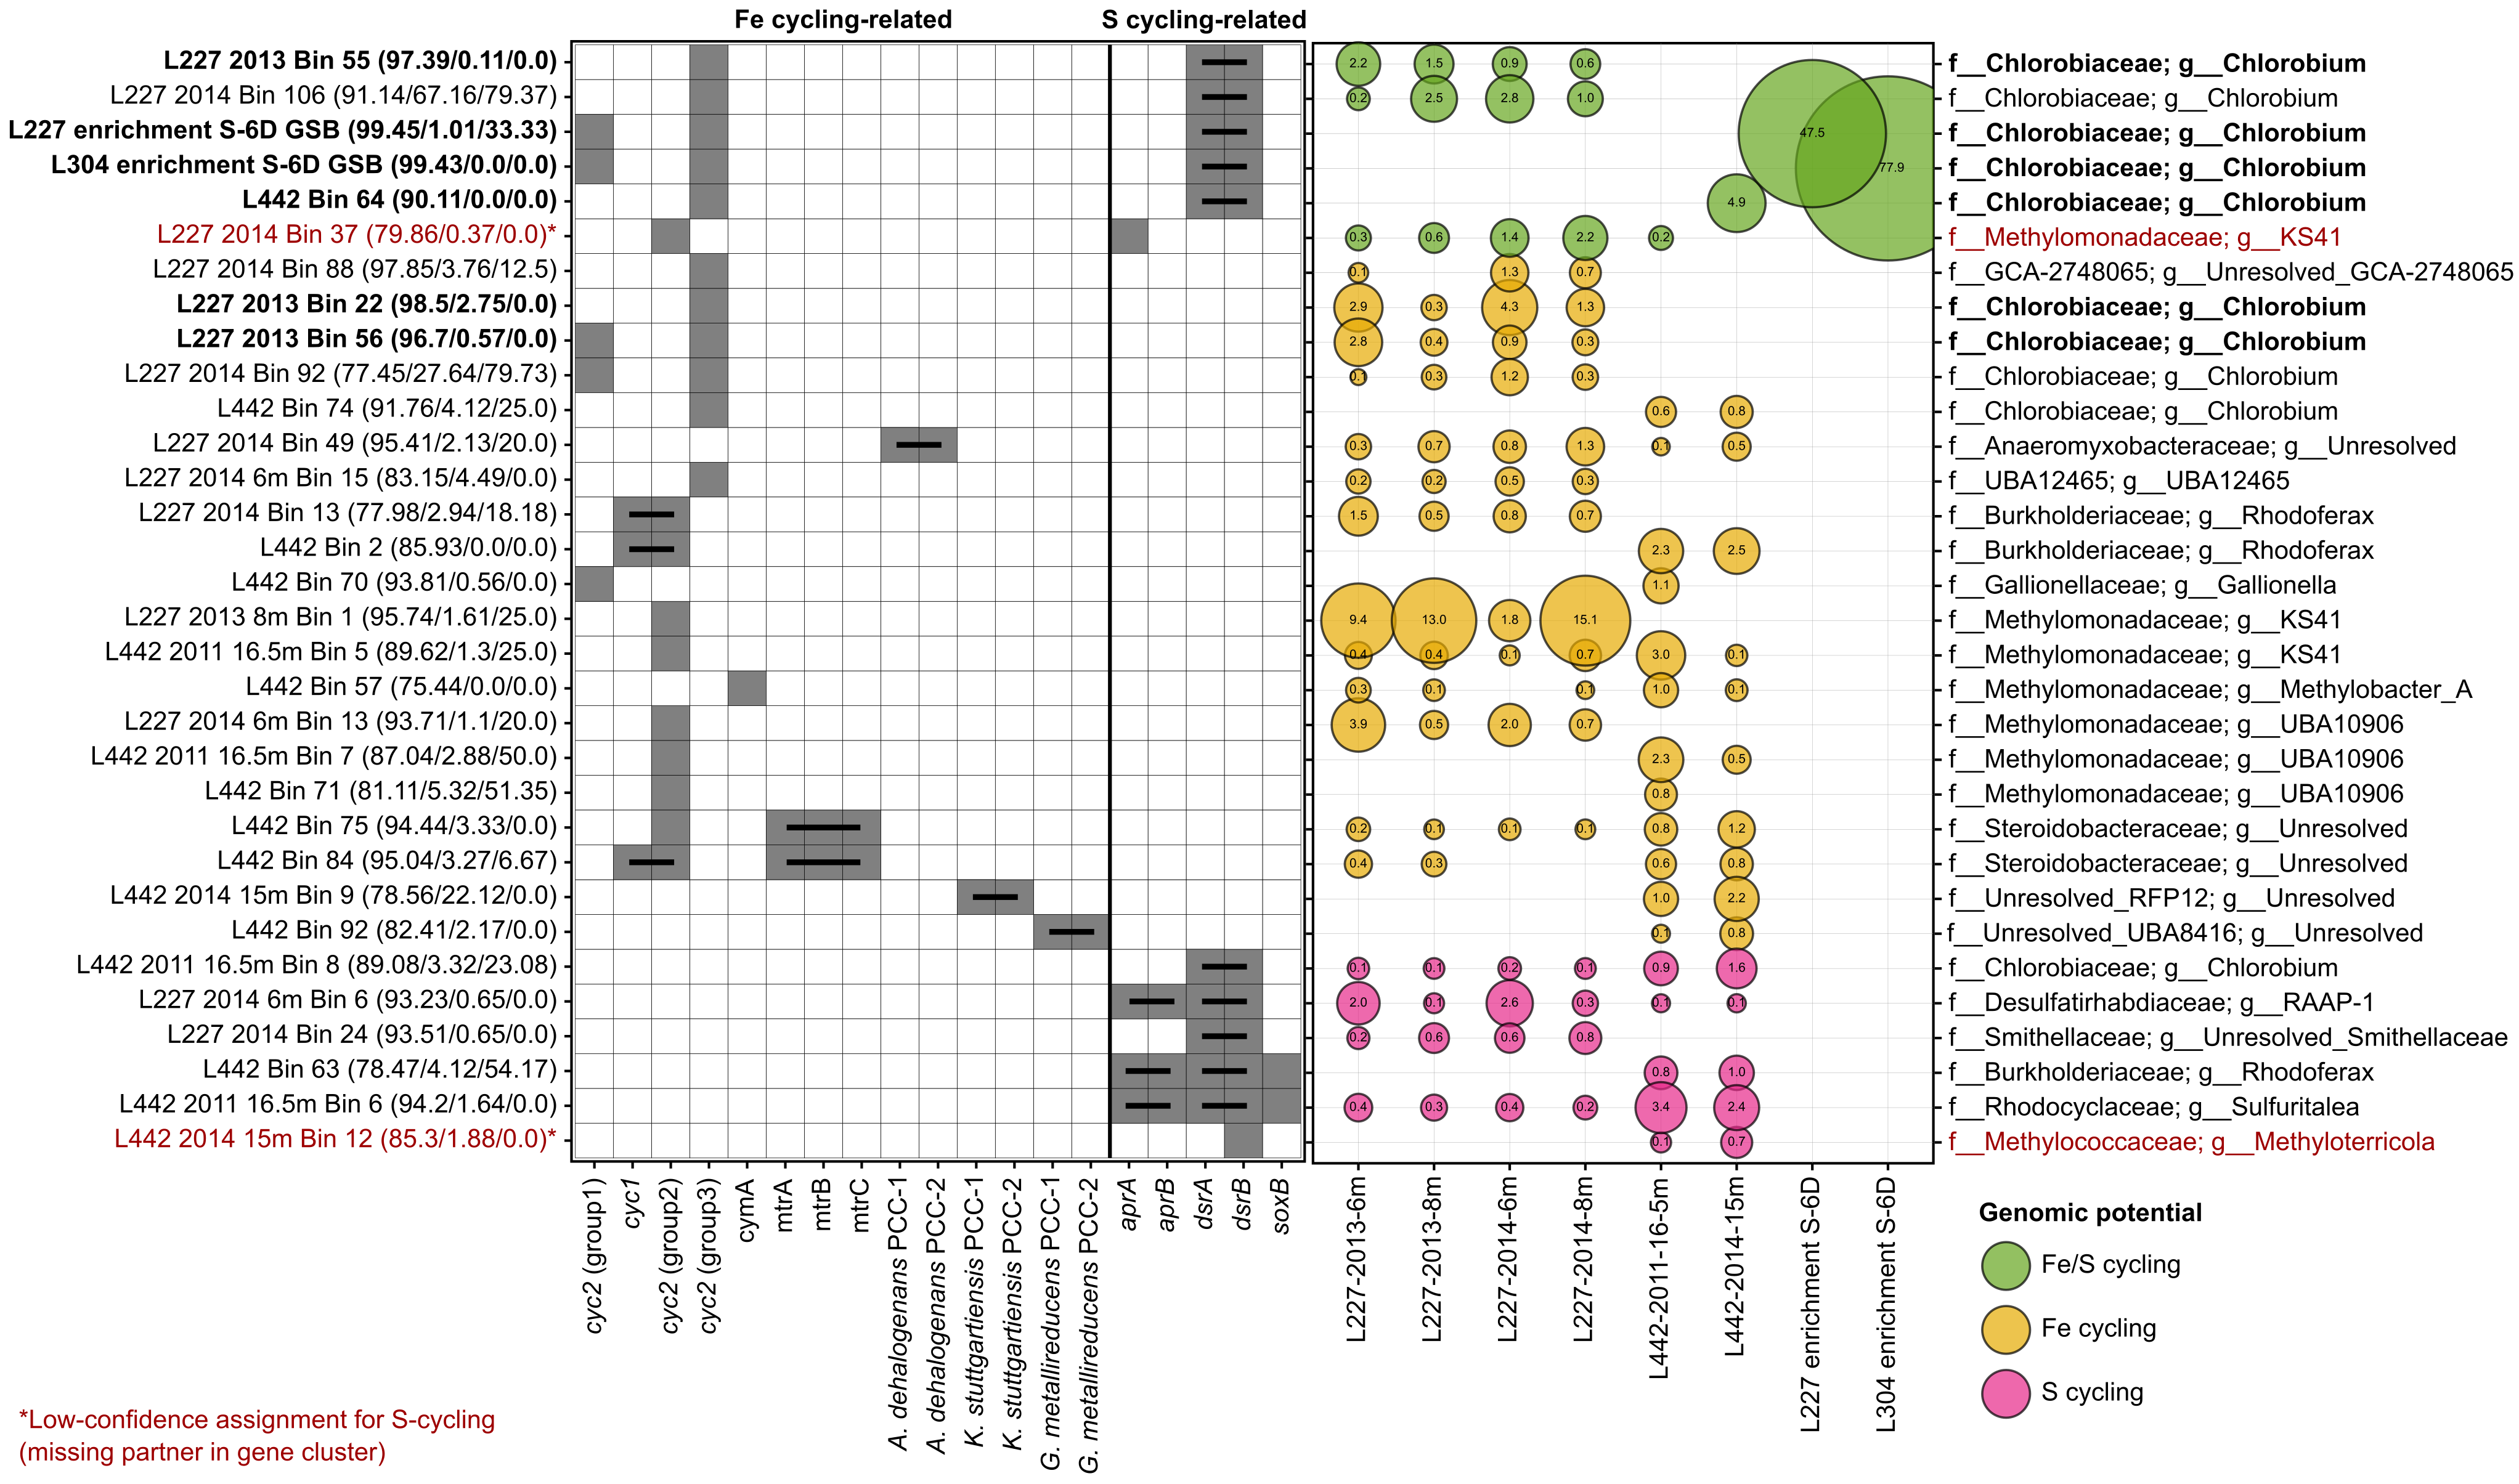 Fe cycling-related S cycling-related
L227 2013 Bin 55 (97.39/0.11/0.0) 2.2 1.5 0.9 0.6 f__Chlorobiaceae; g__Chlorobium
L227 2014 Bin 106 (91.14/67.16/79.37) 0.2 2.5 2.8 1.0 f__Chlorobiaceae; g__Chlorobium
L227 enrichment S-6D GSB (99.45/1.01/33.33) 47.5 f__Chlorobiaceae; g__Chlorobium
L304 enrichment S-6D GSB (99.43/0.0/0.0) 77.9 f__Chlorobiaceae; g__Chlorobium
L442 Bin 64 (90.11/0.0/0.0) 4.9 f__Chlorobiaceae; g__Chlorobium
L227 2014 Bin 37 (79.86/0.37/0.0)* 0.3 0.6 1.4 2.2 0.2 f__Methylomonadaceae; g__KS41
L227 2014 Bin 88 (97.85/3.76/12.5) 0.1 1.3 0.7 f__GCA-2748065; g__Unresolved_GCA-2748065
L227 2013 Bin 22 (98.5/2.75/0.0) 2.9 0.3 4.3 1.3 f__Chlorobiaceae; g__Chlorobium
L227 2013 Bin 56 (96.7/0.57/0.0) 2.8 0.4 0.9 0.3 f__Chlorobiaceae; g__Chlorobium
L227 2014 Bin 92 (77.45/27.64/79.73) 0.1 0.3 1.2 0.3 f__Chlorobiaceae; g__Chlorobium
L442 Bin 74 (91.76/4.12/25.0) 0.6 0.8 f__Chlorobiaceae; g__Chlorobium
L227 2014 Bin 49 (95.41/2.13/20.0) 0.3 0.7 0.8 1.3 0.1 0.5 f__Anaeromyxobacteraceae; g__Unresolved
L227 2014 6m Bin 15 (83.15/4.49/0.0) 0.2 0.2 0.5 0.3 f__UBA12465; g__UBA12465
L227 2014 Bin 13 (77.98/2.94/18.18) 1.5 0.5 0.8 0.7 f__Burkholderiaceae; g__Rhodoferax
L442 Bin 2 (85.93/0.0/0.0) 2.3 2.5 f__Burkholderiaceae; g__Rhodoferax
L442 Bin 70 (93.81/0.56/0.0) 1.1 f__Gallionellaceae; g__Gallionella
L227 2013 8m Bin 1 (95.74/1.61/25.0) 9.4 13.0 1.8 15.1 f__Methylomonadaceae; g__KS41
L442 2011 16.5m Bin 5 (89.62/1.3/25.0) 0.4 0.4 0.1 0.7 3.0 0.1 f__Methylomonadaceae; g__KS41
L442 Bin 57 (75.44/0.0/0.0) 0.3 0.1 0.1 1.0 0.1 f__Methylomonadaceae; g__Methylobacter_A
L227 2014 6m Bin 13 (93.71/1.1/20.0) 3.9 0.5 2.0 0.7 f__Methylomonadaceae; g__UBA10906
L442 2011 16.5m Bin 7 (87.04/2.88/50.0) 2.3 0.5 f__Methylomonadaceae; g__UBA10906
L442 Bin 71 (81.11/5.32/51.35) 0.8 f__Methylomonadaceae; g__UBA10906
L442 Bin 75 (94.44/3.33/0.0) 0.2 0.1 0.1 0.1 0.8 1.2 f__Steroidobacteraceae; g__Unresolved
L442 Bin 84 (95.04/3.27/6.67) 0.4 0.3 0.6 0.8 f__Steroidobacteraceae; g__Unresolved
L442 2014 15m Bin 9 (78.56/22.12/0.0) 1.0 2.2 f__Unresolved_RFP12; g__Unresolved
L442 Bin 92 (82.41/2.17/0.0) 0.1 0.8 f__Unresolved_UBA8416; g__Unresolved
L442 2011 16.5m Bin 8 (89.08/3.32/23.08) 0.1 0.1 0.2 0.1 0.9 1.6 f__Chlorobiaceae; g__Chlorobium
L227 2014 6m Bin 6 (93.23/0.65/0.0) 2.0 0.1 2.6 0.3 0.1 0.1 f__Desulfatirhabdiaceae; g__RAAP-1
L227 2014 Bin 24 (93.51/0.65/0.0) 0.2 0.6 0.6 0.8 f__Smithellaceae; g__Unresolved_Smithellaceae
L442 Bin 63 (78.47/4.12/54.17) 0.8 1.0 f__Burkholderiaceae; g__Rhodoferax
L442 2011 16.5m Bin 6 (94.2/1.64/0.0) 0.4 0.3 0.4 0.2 3.4 2.4 f__Rhodocyclaceae; g__Sulfuritalea
L442 2014 15m Bin 12 (85.3/1.88/0.0)* 0.1 0.7 f__Methylococcaceae; g__Methyloterricola
cyc2 (group1)
cyc1
cyc2 (group2)
cyc2 (group3)
cymA
mtrA
mtrB
mtrC
A. dehalogenans PCC-1
A. dehalogenans PCC-2
K. stuttgartiensis PCC-1
K. stuttgartiensis PCC-2
G. metallireducens PCC-1
G. metallireducens PCC-2
aprA
aprB
dsrA
dsrB
soxB
L227-2013-6m
L227-2013-8m
L227-2014-6m
L227-2014-8m
L442-2011-16-5m
L442-2014-15m
L227 enrichment S-6D
L304 enrichment S-6D
Genomic potential
Fe/S cycling
Fe cycling
S cycling
*Low-confidence assignment for S-cycling
(missing partner in gene cluster)